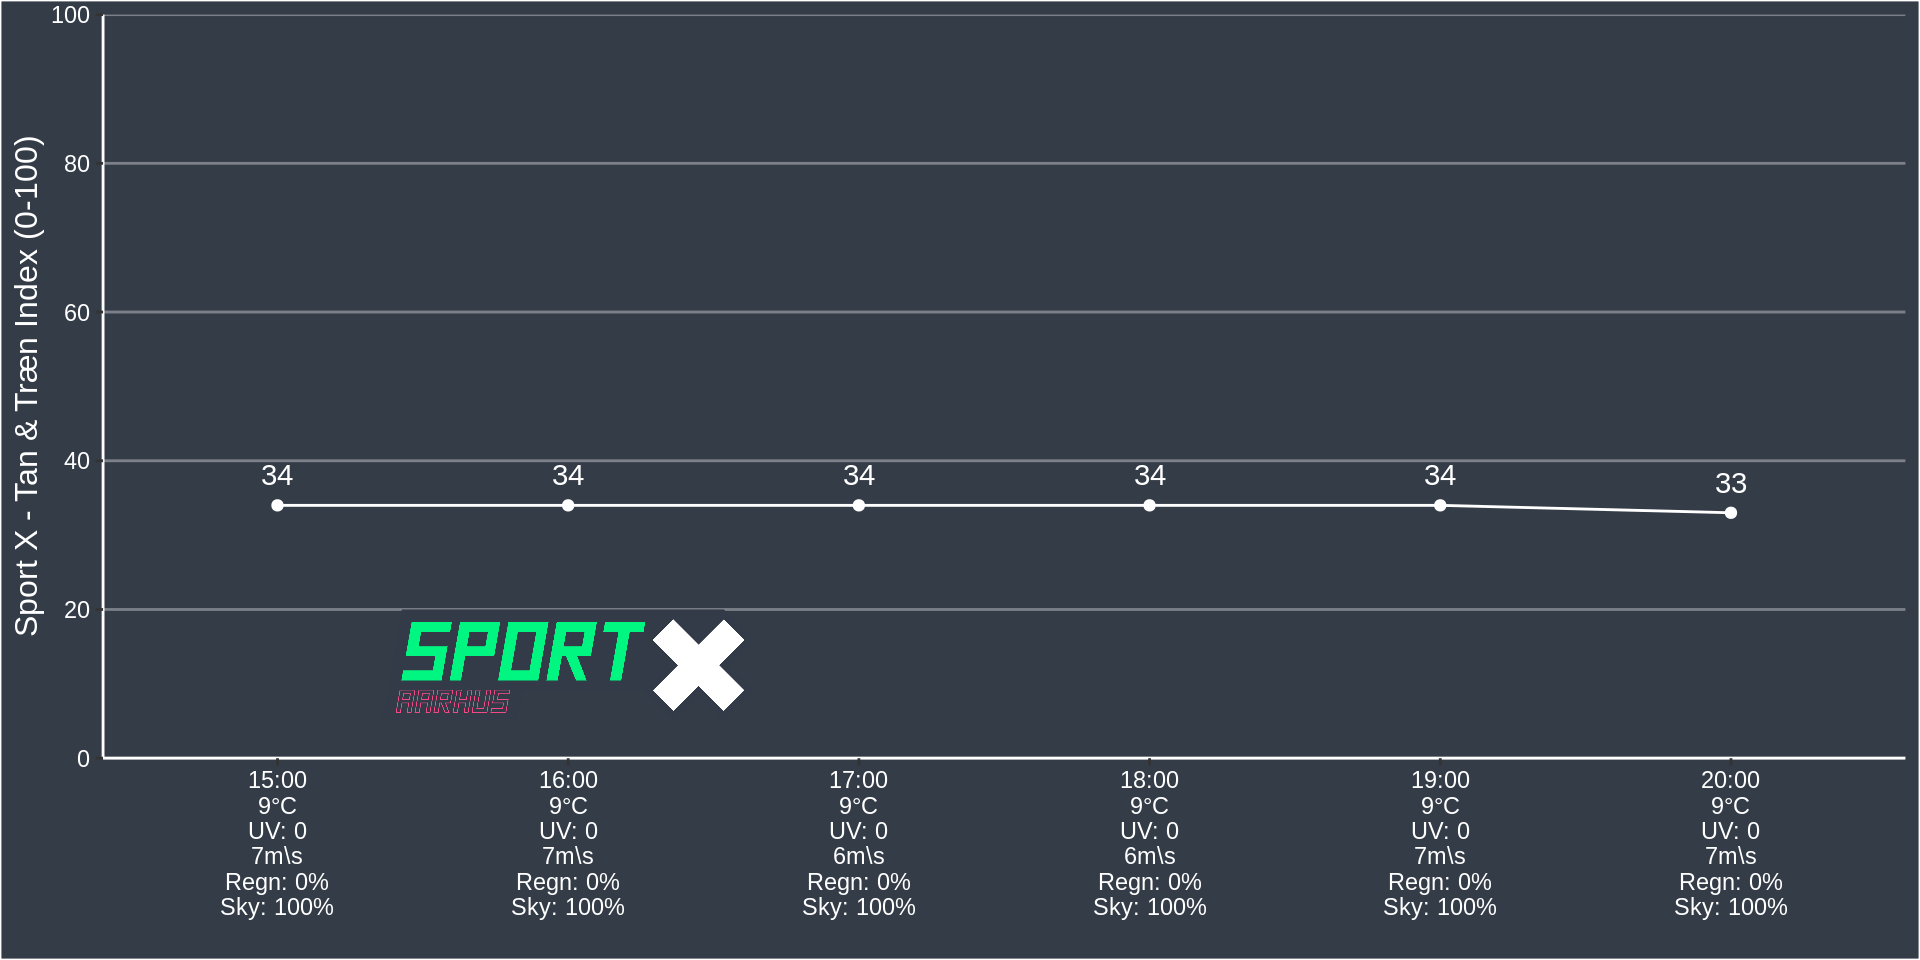 Sport X - Tan & Træn Index (0-100)
100
80
60
40
20
0
34 34 34 34 34 33
SPORT X
AARHUS
15:00 16:00 17:00 18:00 19:00 20:00
9°C 9°C 9°C 9°C 9°C 9°C
UV: 0 UV: 0 UV: 0 UV: 0 UV: 0 UV: 0
7m\s 7m\s 6m\s 6m\s 7m\s 7m\s
Regn: 0% Regn: 0% Regn: 0% Regn: 0% Regn: 0% Regn: 0%
Sky: 100% Sky: 100% Sky: 100% Sky: 100% Sky: 100% Sky: 100%